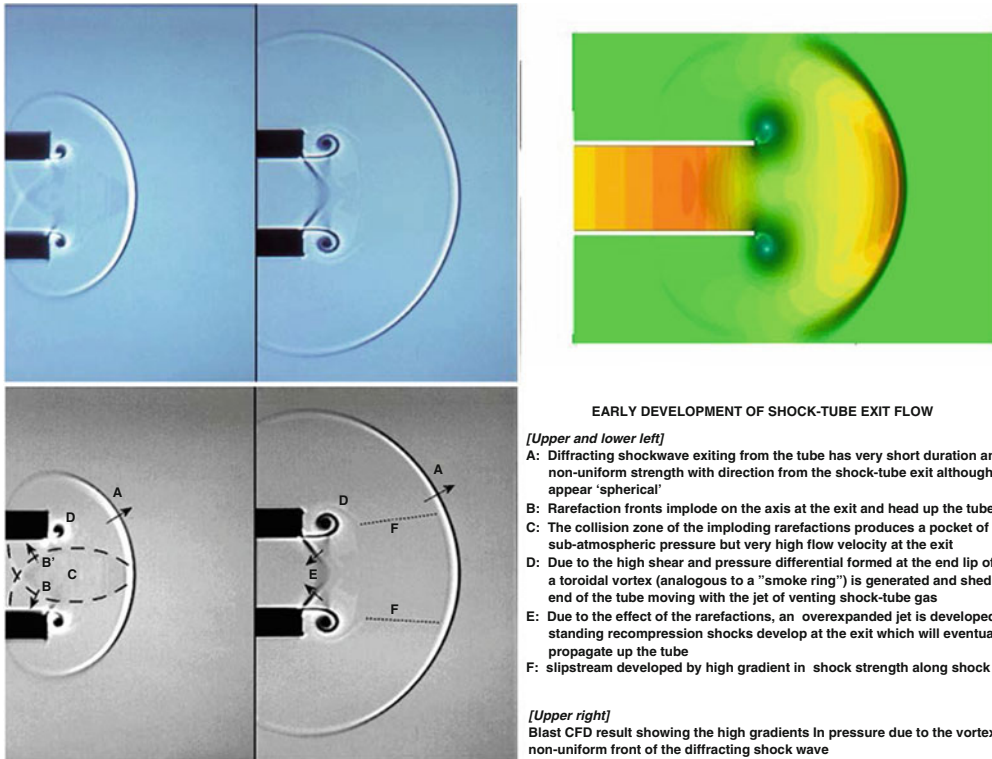 A
D
B'
C
B
A
D
F
E
F
EARLY DEVELOPMENT OF SHOCK-TUBE EXIT FLOW
[Upper and lower left]
A: Diffracting shockwave exiting from the tube has very short duration an
non-uniform strength with direction from the shock-tube exit although
appear ‘spherical’
B: Rarefaction fronts implode on the axis at the exit and head up the tube
C: The collision zone of the imploding rarefactions produces a pocket of
sub-atmospheric pressure but very high flow velocity at the exit
D: Due to the high shear and pressure differential formed at the end lip of
a toroidal vortex (analogous to a ”smoke ring”) is generated and shed
end of the tube moving with the jet of venting shock-tube gas
E: Due to the effect of the rarefactions, an overexpanded jet is developed
standing recompression shocks develop at the exit which will eventua
propagate up the tube
F: slipstream developed by high gradient in shock strength along shock
[Upper right]
Blast CFD result showing the high gradients In pressure due to the vortex
non-uniform front of the diffracting shock wave